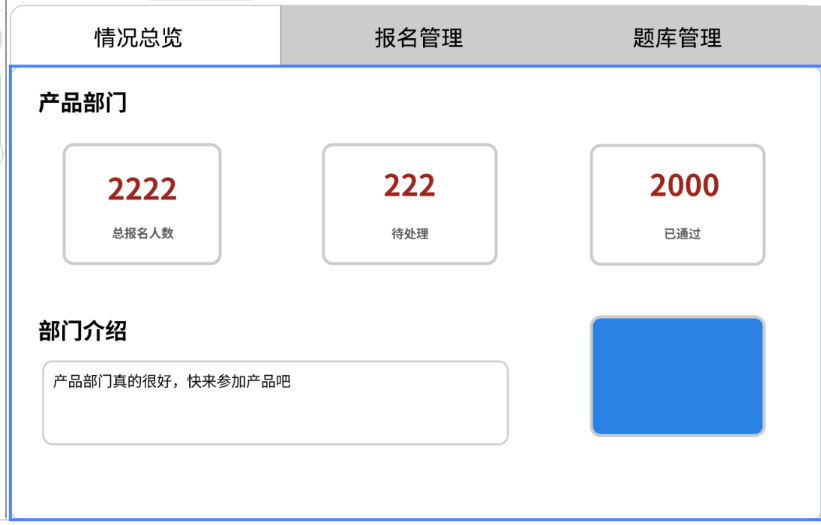 情况总览
报名管理
题库管理
产品部门
2222
222
2000
总报名人数
待处理
已通过
部门介绍
产品部门真的很好，快来参加产品吧